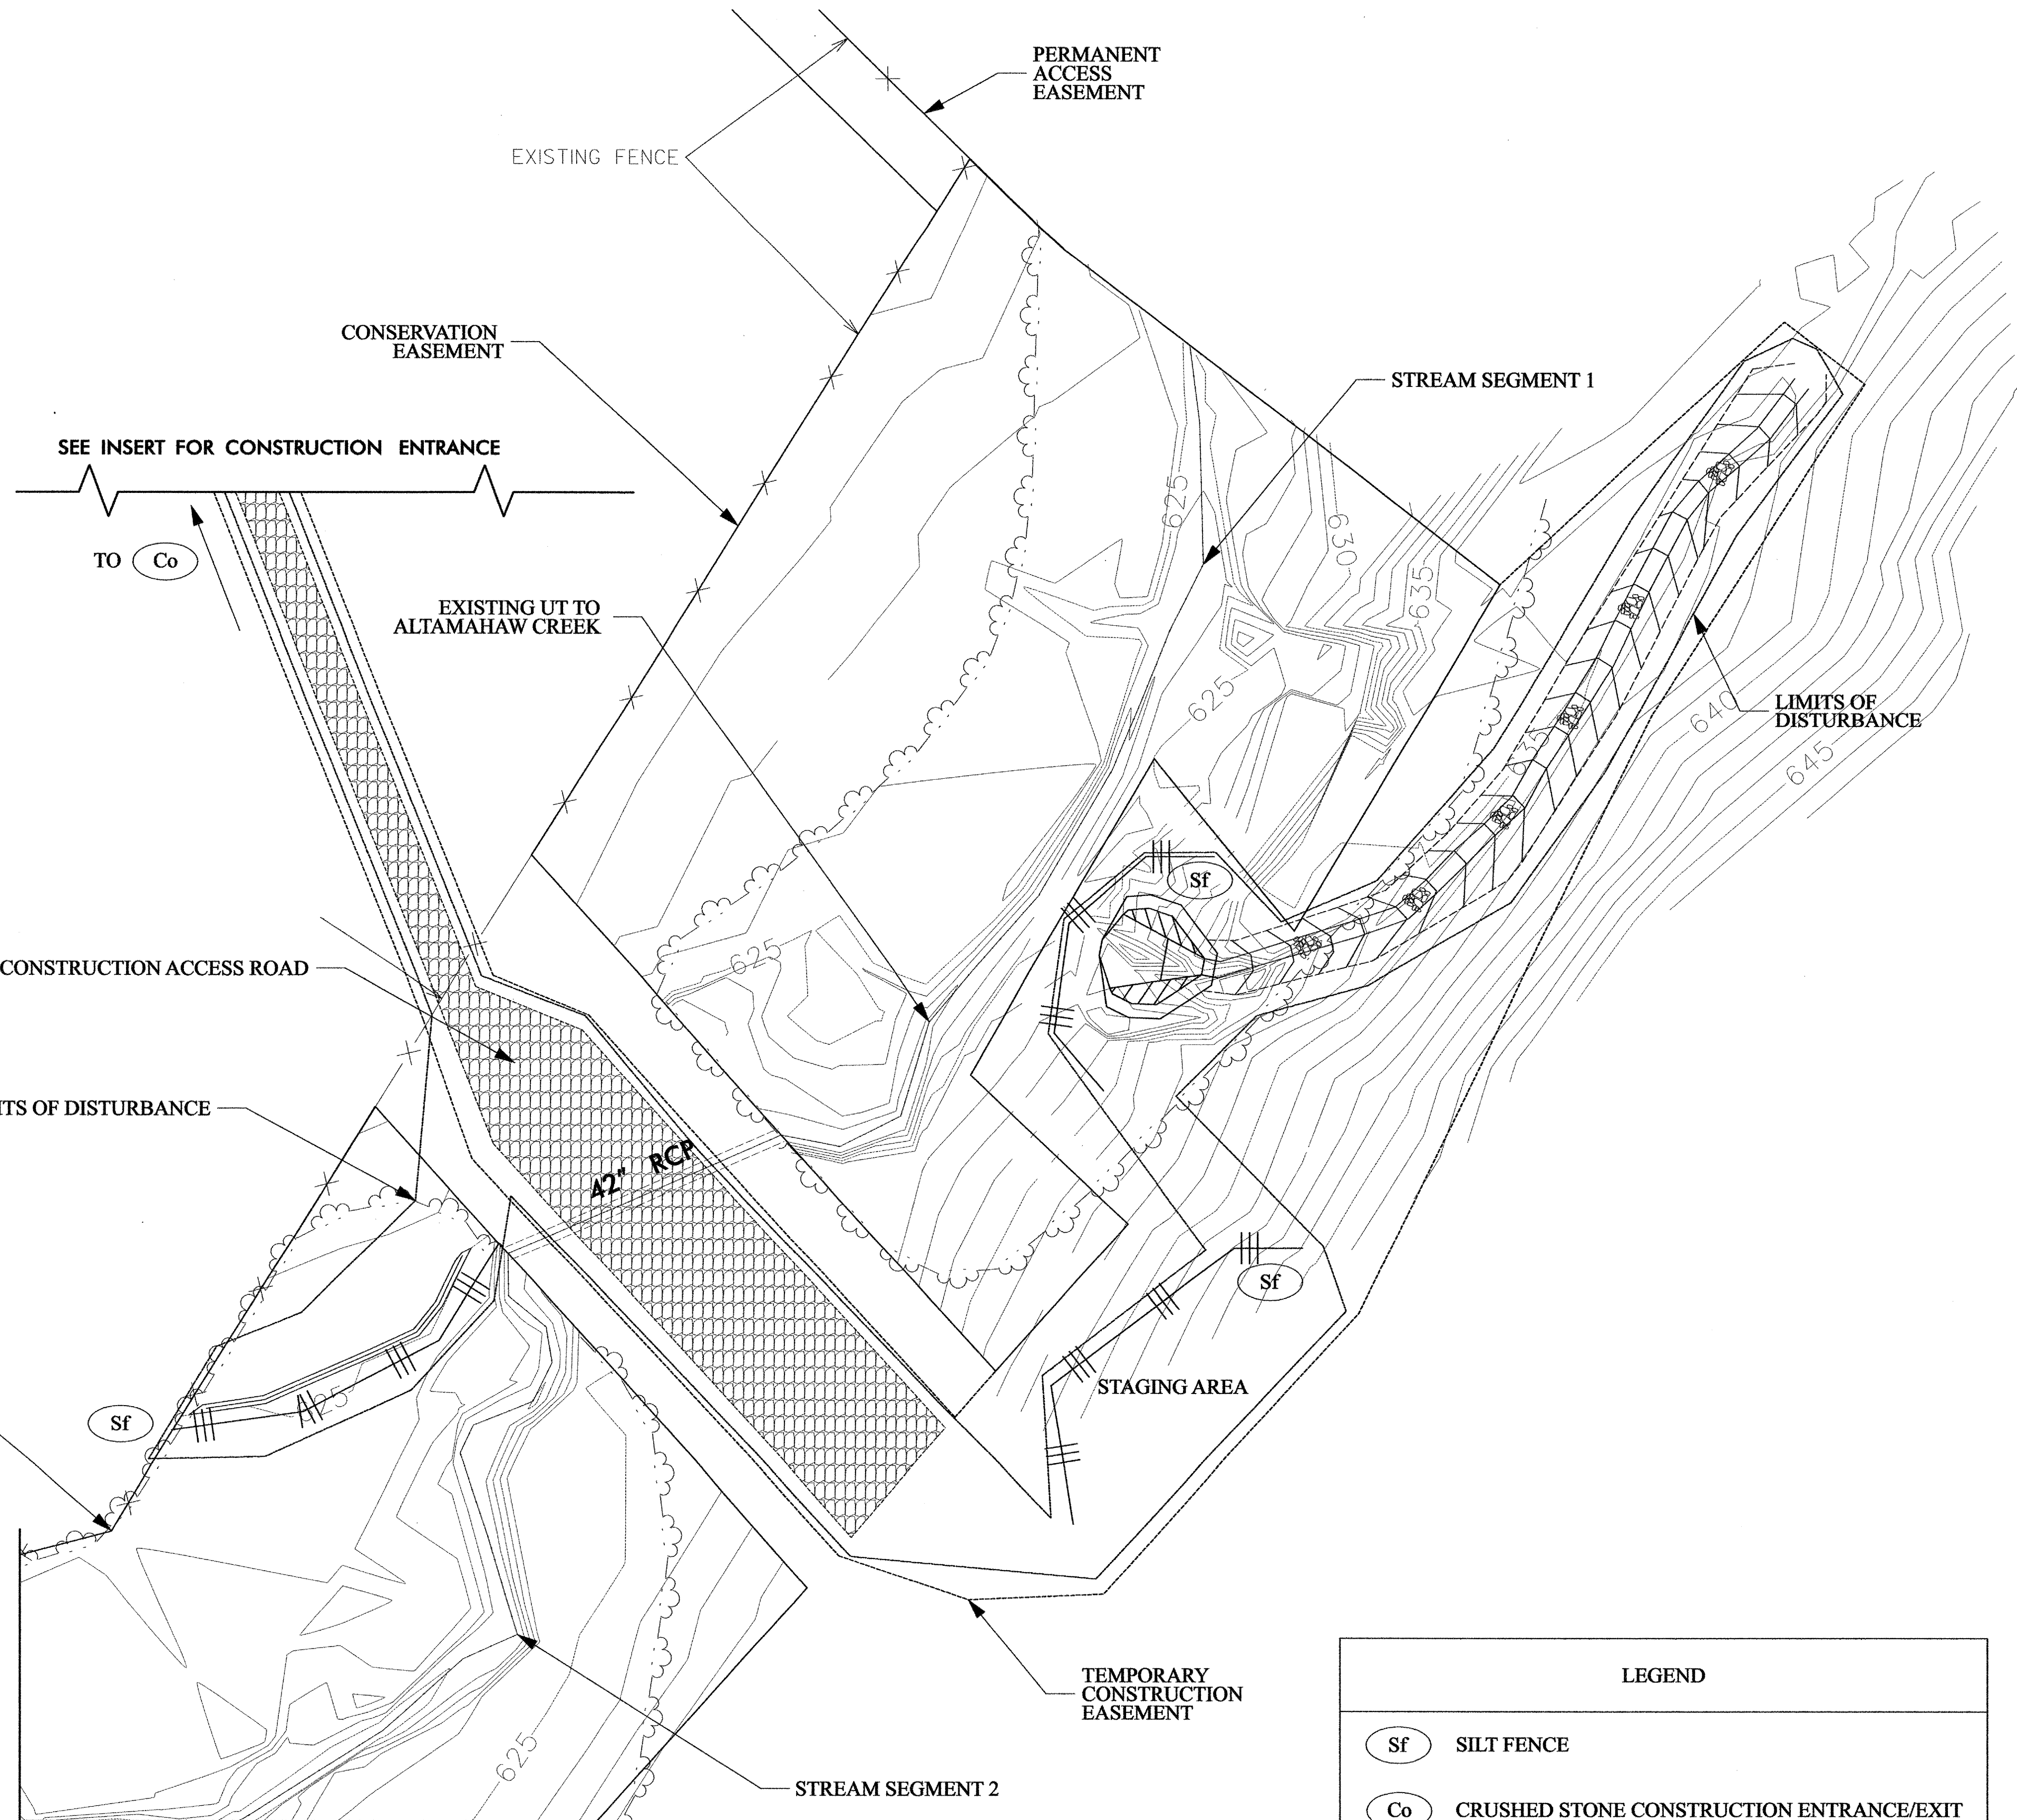 PERMANENT
ACCESS
EASEMENT
EXISTING FENCE
CONSERVATION
EASEMENT
STREAM SEGMENT 1
SEE INSERT FOR CONSTRUCTION ENTRANCE
TO Co
625
630
635
EXISTING UT TO
ALTAMAHAW CREEK
625
640
LIMITS OF
DISTURBANCE
635
645
Sf
625
CONSTRUCTION ACCESS ROAD
ITS OF DISTURBANCE
42" RCP
Sf
STAGING AREA
625
Sf
TEMPORARY
CONSTRUCTION
EASEMENT
625
STREAM SEGMENT 2
LEGEND
Sf SILT FENCE
Co CRUSHED STONE CONSTRUCTION ENTRANCE/EXIT